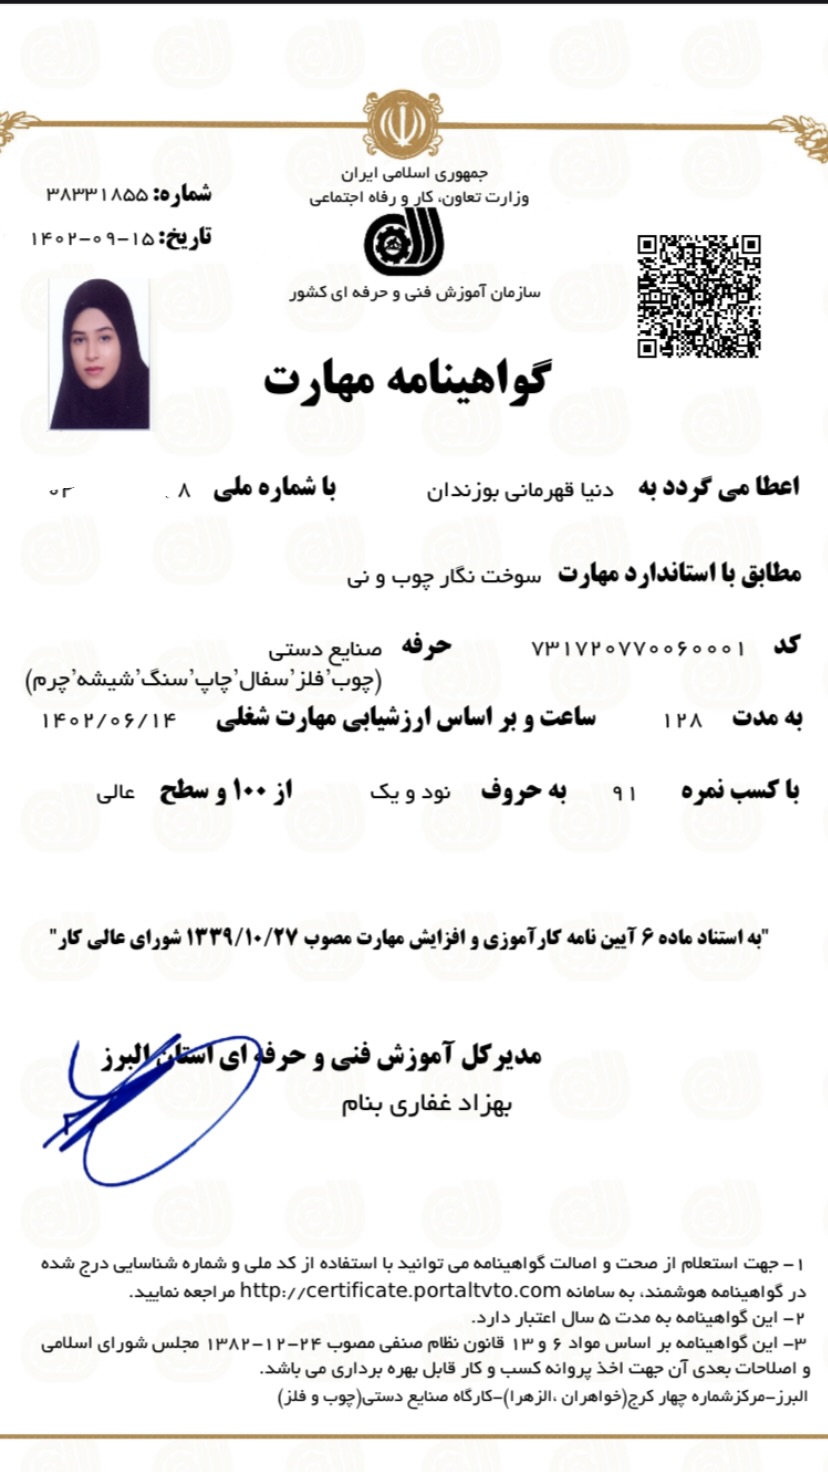 جمهوری اسلامی ایران
وزارت تعاون، کار و رفاه اجتماعی
شماره: ۳۸۳۳۱۸۵۵
تاریخ: ۱۴۰۲-۰۹-۱۵
سازمان آموزش فنی و حرفه ای کشور
گواهینامه مهارت
اعطا می گردد به دنیا قهرمانی بوزندان با شماره ملی ۸
مطابق با استاندارد مهارت سوخت نگار چوب و نی
کد ۷۳۱۷۲۰۷۷۰۰۶۰۰۰۱ حرفه صنایع دستی
(چوب٬فلز٬سفال٬چاپ٬سنگ٬شیشه٬چرم)
به مدت ۱۲۸ ساعت و بر اساس ارزشیابی مهارت شغلی ۱۴۰۲/۰۶/۱۴
با کسب نمره ۹۱ به حروف نود و یک از ۱۰۰ و سطح عالی
"به استناد ماده ۶ آیین نامه کارآموزی و افزایش مهارت مصوب ۱۳۳۹/۱۰/۲۷ شورای عالی کار"
مدیرکل آموزش فنی و حرفه ای استان البرز
بهزاد غفاری بنام
۱- جهت استعلام از صحت و اصالت گواهینامه می توانید با استفاده از کد ملی و شماره شناسایی درج شده
در گواهینامه هوشمند، به سامانه http://certificate.portaltvto.com مراجعه نمایید.
۲- این گواهینامه به مدت ۵ سال اعتبار دارد.
۳- این گواهینامه بر اساس مواد ۶ و ۱۳ قانون نظام صنفی مصوب ۲۴-۱۲-۱۳۸۲ مجلس شورای اسلامی
و اصلاحات بعدی آن جهت اخذ پروانه کسب و کار قابل بهره برداری می باشد.
البرز-مرکزشماره چهار کرج(خواهران ،الزهرا)-کارگاه صنایع دستی(چوب و فلز)